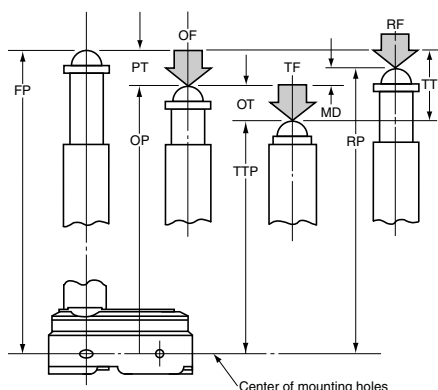 OF
RF
PT
TF
TT
FP
OT
MD
OP
RP
TTP
Center of mounting holes